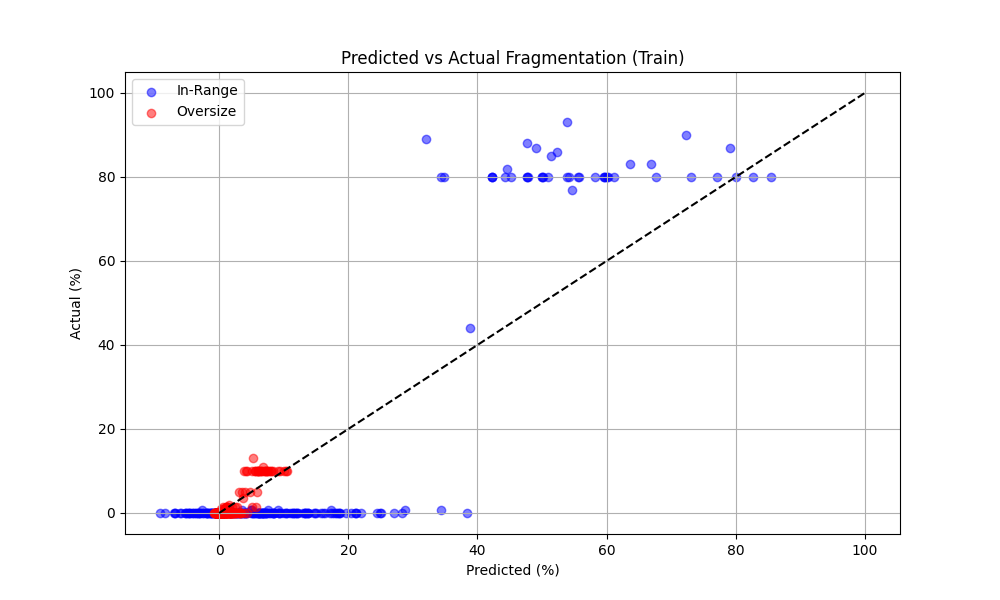 Predicted vs Actual Fragmentation (Train)
In-Range
Oversize
Actual (%)
100
80
60
40
20
0
0 20 40 60 80 100
Predicted (%)